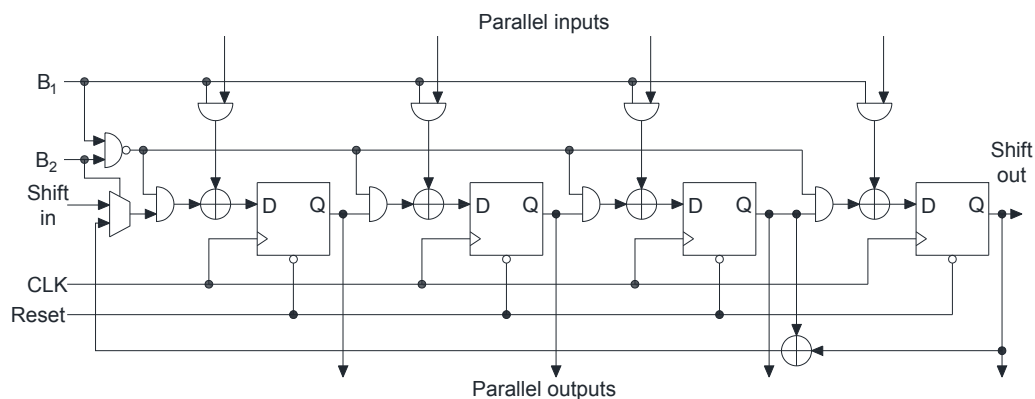 Parallel inputs
B₁
B₂
Shift in
Shift out
D Q D Q D Q D Q
CLK
Reset
Parallel outputs